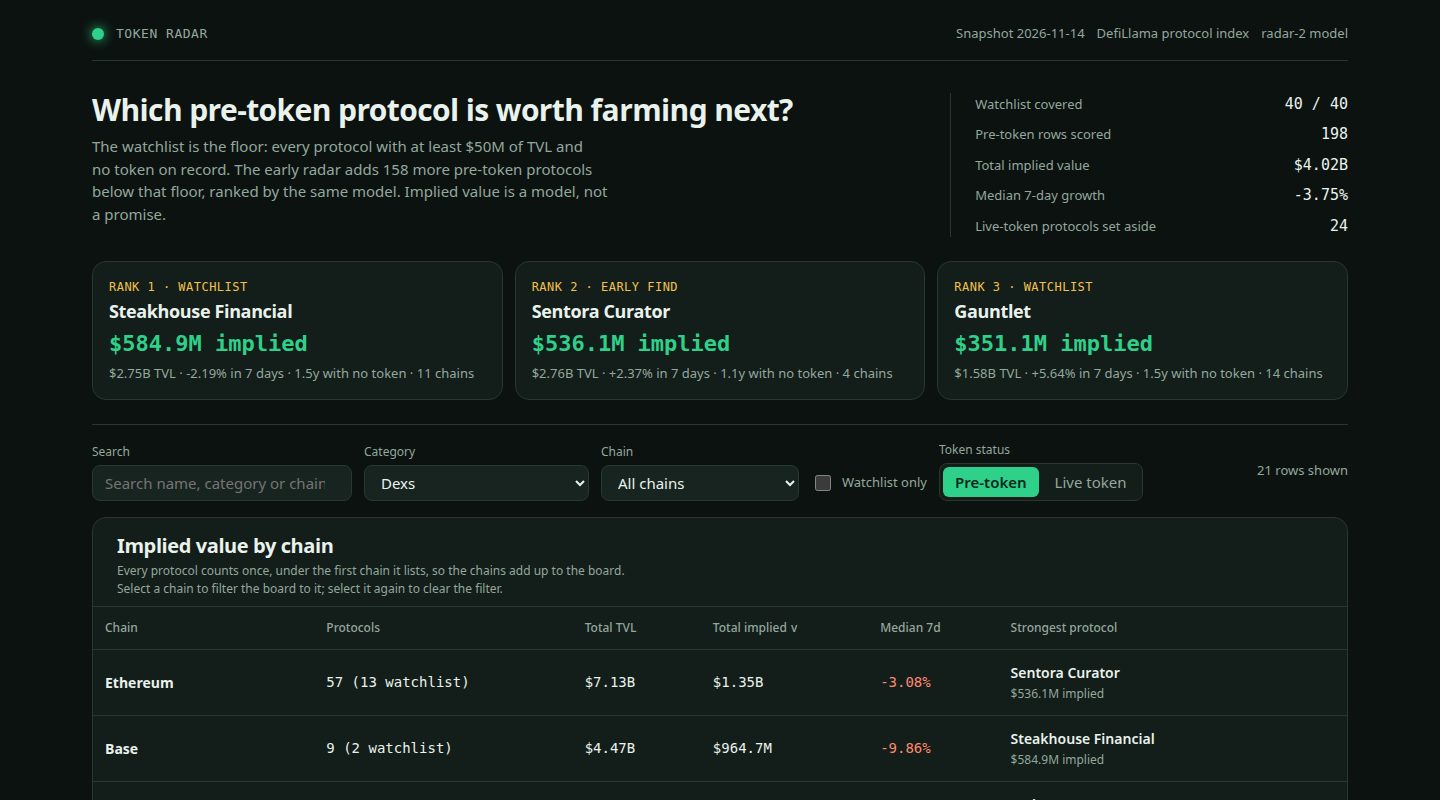 TOKEN RADAR
Snapshot 2026-11-14 DefiLlama protocol index radar-2 model
Which pre-token protocol is worth farming next?
The watchlist is the floor: every protocol with at least $50M of TVL and
no token on record. The early radar adds 158 more pre-token protocols
below that floor, ranked by the same model. Implied value is a model, not
a promise.
Watchlist covered 40 / 40
Pre-token rows scored 198
Total implied value $4.02B
Median 7-day growth -3.75%
Live-token protocols set aside 24
RANK 1 · WATCHLIST
Steakhouse Financial
$584.9M implied
$2.75B TVL · -2.19% in 7 days · 1.5y with no token · 11 chains
RANK 2 · EARLY FIND
Sentora Curator
$536.1M implied
$2.76B TVL · +2.37% in 7 days · 1.1y with no token · 4 chains
RANK 3 · WATCHLIST
Gauntlet
$351.1M implied
$1.58B TVL · +5.64% in 7 days · 1.5y with no token · 14 chains
Search
Search name, category or chain
Category
Dexs
Chain
All chains
Watchlist only
Token status
Pre-token Live token
21 rows shown
Implied value by chain
Every protocol counts once, under the first chain it lists, so the chains add up to the board.
Select a chain to filter the board to it; select it again to clear the filter.
Chain Protocols Total TVL Total implied v Median 7d Strongest protocol
Ethereum 57 (13 watchlist) $7.13B $1.35B -3.08% Sentora Curator
$536.1M implied
Base 9 (2 watchlist) $4.47B $964.7M -9.86% Steakhouse Financial
$584.9M implied